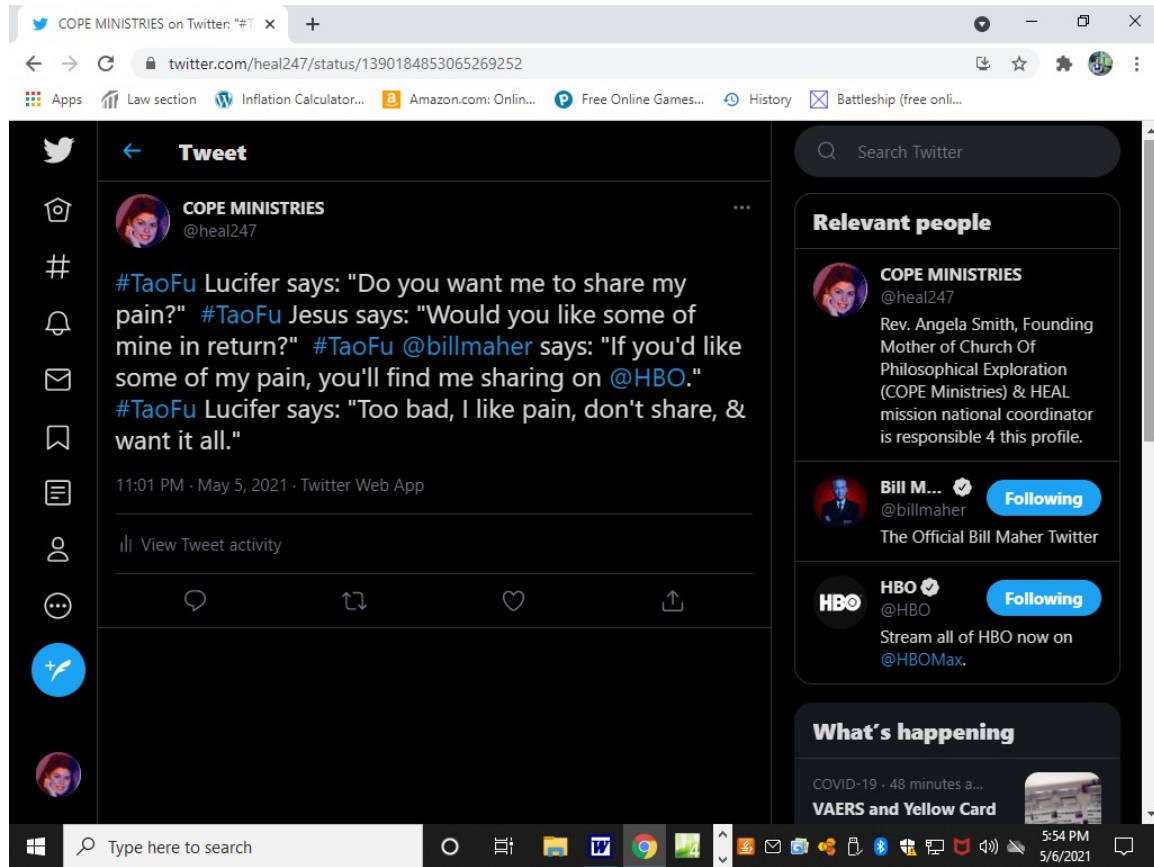 COPE MINISTRIES on Twitter: "#T
twitter.com/heal247/status/1390184853065269252
Apps Law section Inflation Calculator... Amazon.com: Onlin... Free Online Games... History Battleship (free onli...
Tweet
Search Twitter
COPE MINISTRIES
@heal247
#TaoFu Lucifer says: "Do you want me to share my
pain?" #TaoFu Jesus says: "Would you like some of
mine in return?" #TaoFu @billmaher says: "If you'd like
some of my pain, you'll find me sharing on @HBO."
#TaoFu Lucifer says: "Too bad, I like pain, don't share, &
want it all."
11:01 PM · May 5, 2021 · Twitter Web App
View Tweet activity
Relevant people
COPE MINISTRIES
@heal247
Rev. Angela Smith, Founding
Mother of Church Of
Philosophical Exploration
(COPE Ministries) & HEAL
mission national coordinator
is responsible 4 this profile.
Bill M...
@billmaher
Following
The Official Bill Maher Twitter
HBO
HBO
@HBO
Following
Stream all of HBO now on
@HBOMax.
What's happening
COVID-19 · 48 minutes a...
VAERS and Yellow Card
Type here to search
5:54 PM
5/6/2021